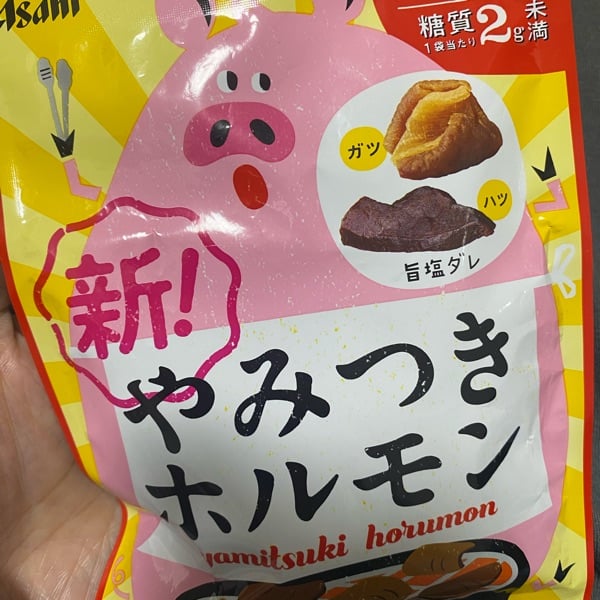 Asahi
糖質2g未満
1袋当たり
ガツ
ハツ
旨塩ダレ
新!
やみつき
ホルモン
yamitsuki horumon